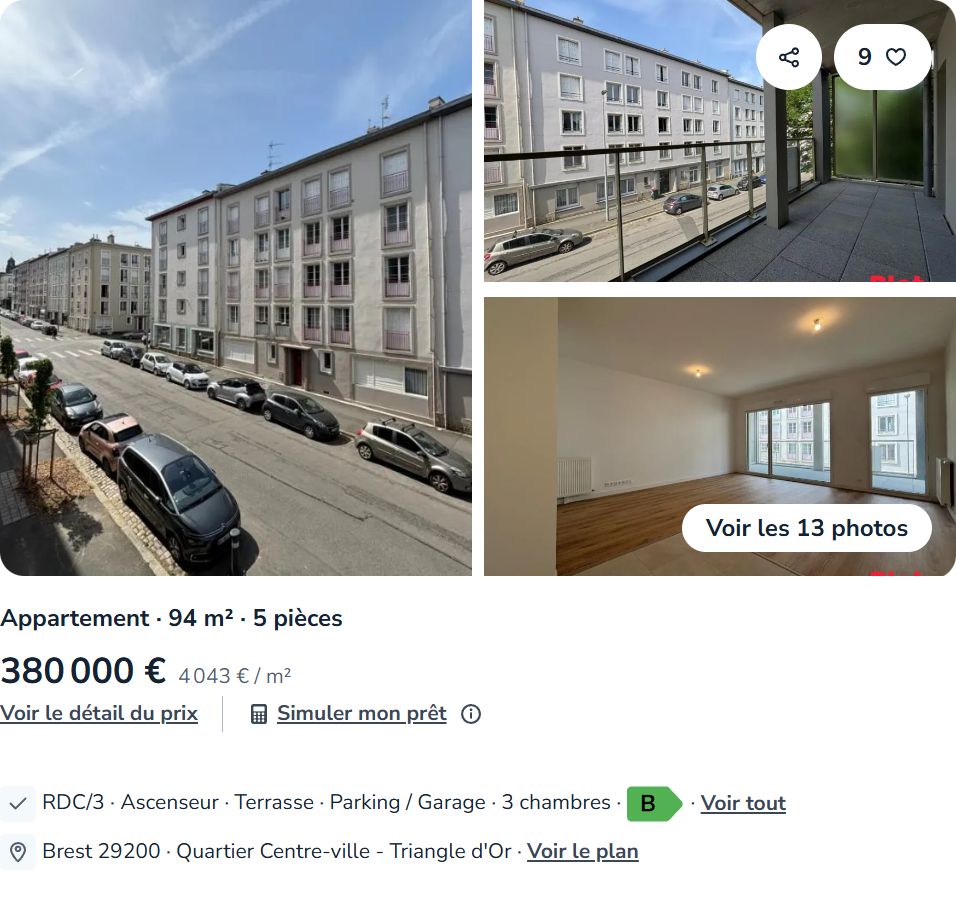 9
Voir les 13 photos
Appartement · 94 m² · 5 pièces
380 000 € 4 043 € / m²
Voir le détail du prix Simuler mon prêt
RDC/3 · Ascenseur · Terrasse · Parking / Garage · 3 chambres · B · Voir tout
Brest 29200 · Quartier Centre-ville - Triangle d'Or · Voir le plan